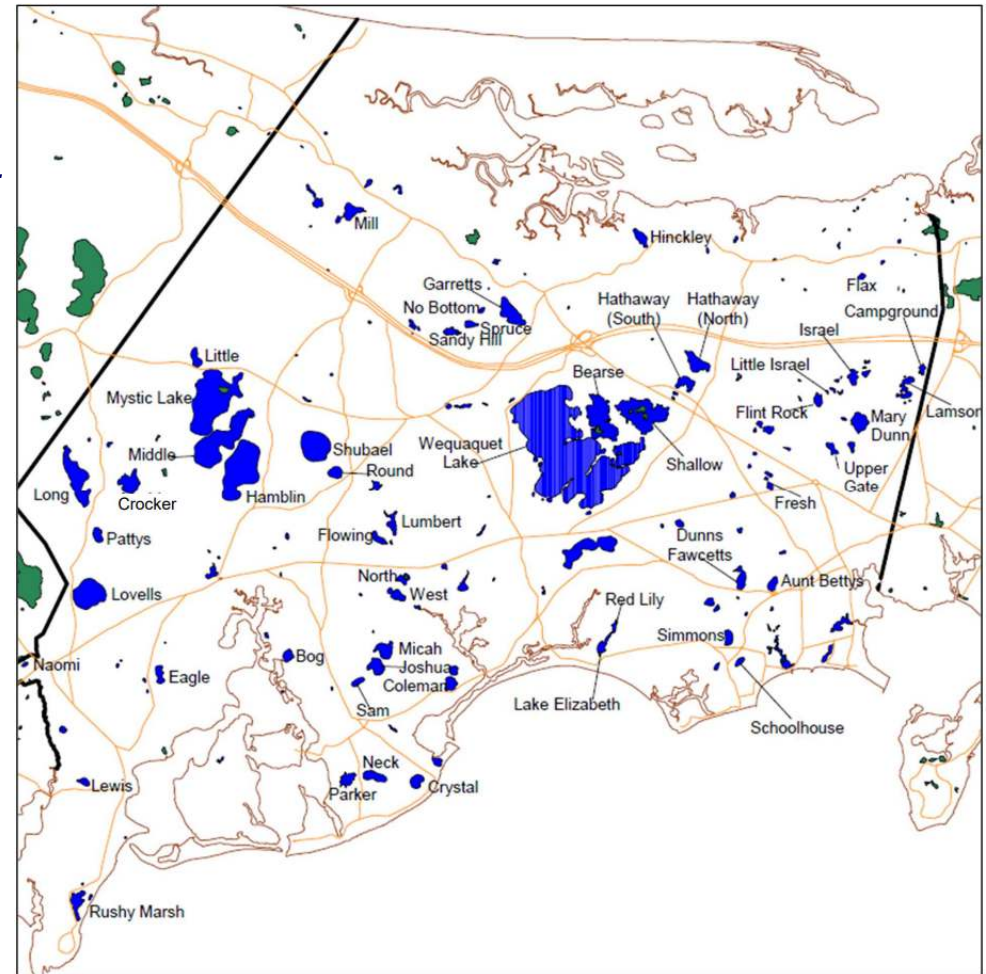 Mill
Hinckley
Garretts
No Bottom
Spruce
Sandy Hill
Hathaway
(South)
Hathaway
(North)
Flax
Campground
Israel
Little Israel
Little
Mystic Lake
Bearse
Flint Rock
Mary
Dunn
Lamson
Middle
Shubael
Round
Wequaquet
Lake
Shallow
Upper
Gate
Long
Crocker
Hamblin
Fresh
Pattys
Flowing
Lumbert
Dunns
Fawcetts
North
West
Lovells
Aunt Bettys
Red Lily
Simmons
Naomi
Eagle
Bog
Micah
Joshua
Coleman
Sam
Lake Elizabeth
Schoolhouse
Lewis
Neck
Parker
Crystal
Rushy Marsh